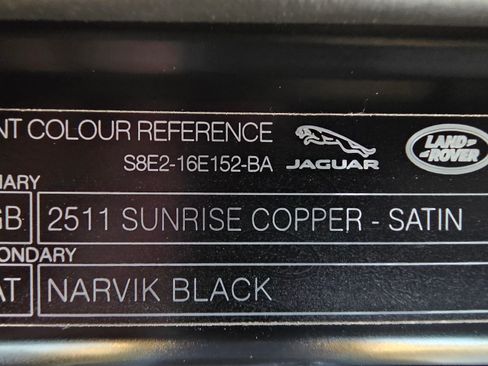 NT COLOUR REFERENCE
S8E2-16E152-BA
JAGUAR
LAND ROVER
MARY
GB 2511 SUNRISE COPPER - SATIN
ONDARY
AT NARVIK BLACK